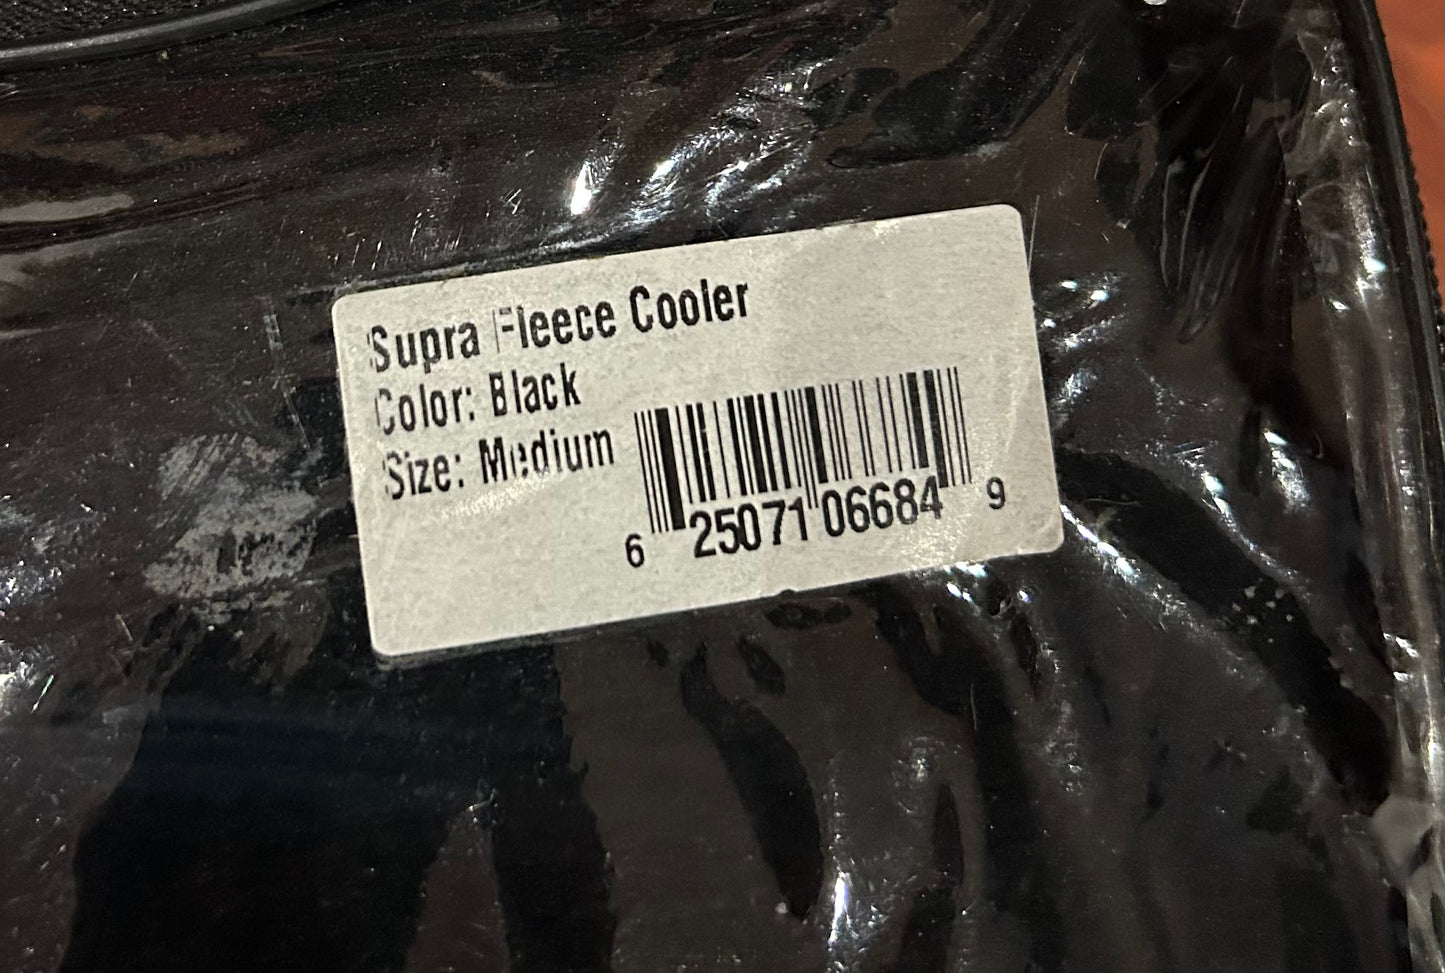 Supra Fleece Cooler
Color: Black
Size: Medium
6 25071 06684 9